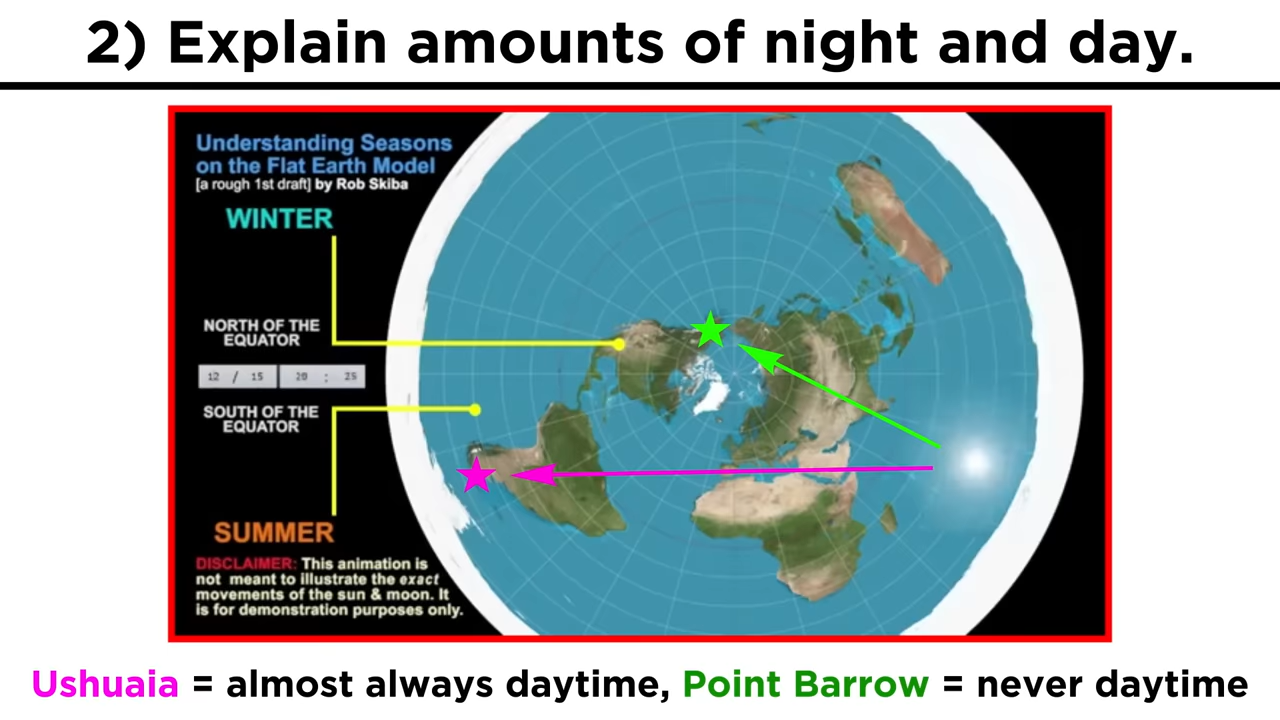 2) Explain amounts of night and day.
Understanding Seasons
on the Flat Earth Model
[a rough 1st draft] by Rob Skiba
WINTER
NORTH OF THE
EQUATOR
12 / 15 20 : 25
SOUTH OF THE
EQUATOR
SUMMER
DISCLAIMER: This animation is
not meant to illustrate the exact
movements of the sun & moon. It
is for demonstration purposes only.
Ushuaia = almost always daytime, Point Barrow = never daytime